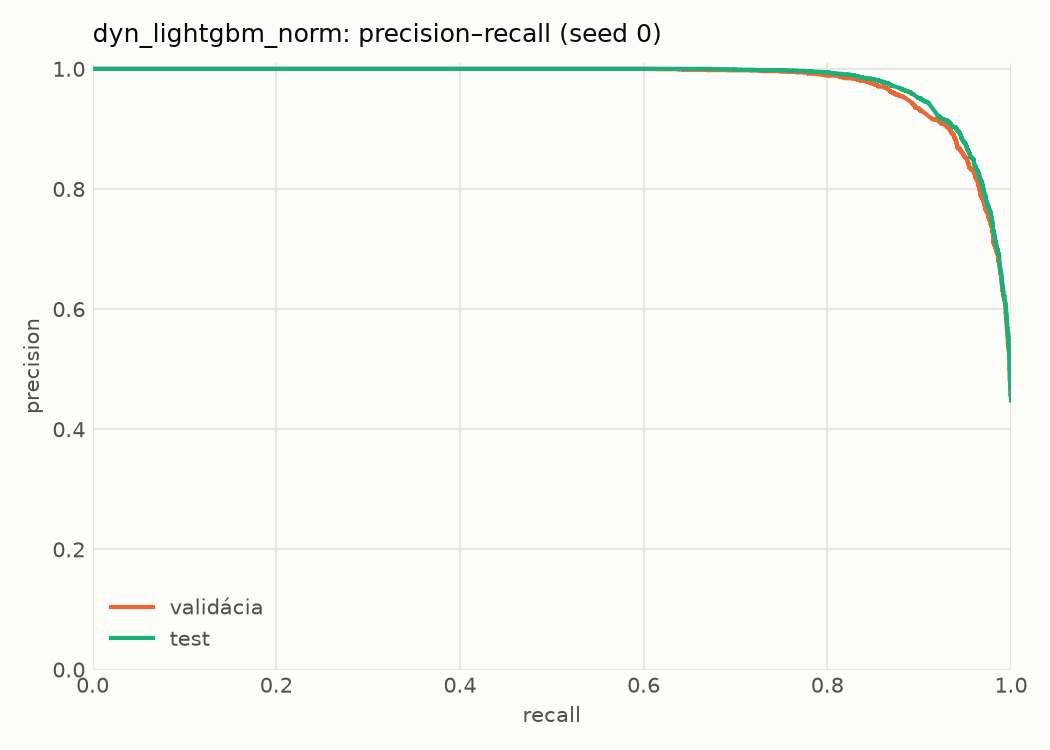 dyn_lightgbm_norm: precision–recall (seed 0)
1.0
0.8
0.6
0.4
0.2
0.0
precision
validácia
test
0.0 0.2 0.4 0.6 0.8 1.0
recall